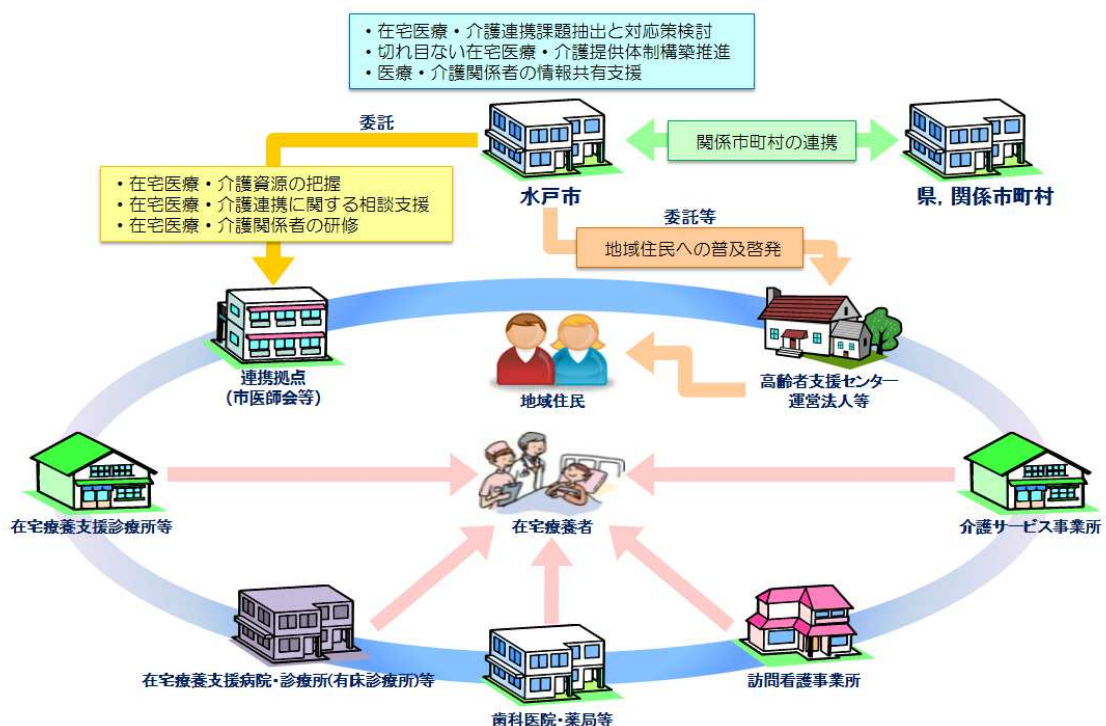 ・在宅医療・介護連携課題抽出と対応策検討
・切れ目ない在宅医療・介護提供体制構築推進
・医療・介護関係者の情報共有支援
委託
関係市町村の連携
・在宅医療・介護資源の把握
・在宅医療・介護連携に関する相談支援
・在宅医療・介護関係者の研修
水戸市
県，関係市町村
委託等
地域住民への普及啓発
連携拠点
(市医師会等)
地域住民
高齢者支援センター
運営法人等
在宅療養支援診療所等
在宅療養者
介護サービス事業所
在宅療養支援病院・診療所(有床診療所)等
訪問看護事業所
歯科医院・薬局等